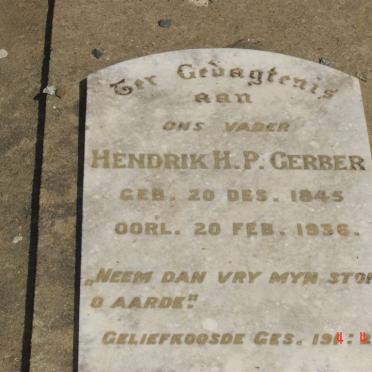 Ter Gedagtenis
aan
ONS VADER
HENDRIK H. P. GERBER
GEB. 20 DES. 1845
OORL. 20 FEB. 1936.
„NEEM DAN VRY MYN STOF
O AARDE".
GELIEFKOOSDE GES.